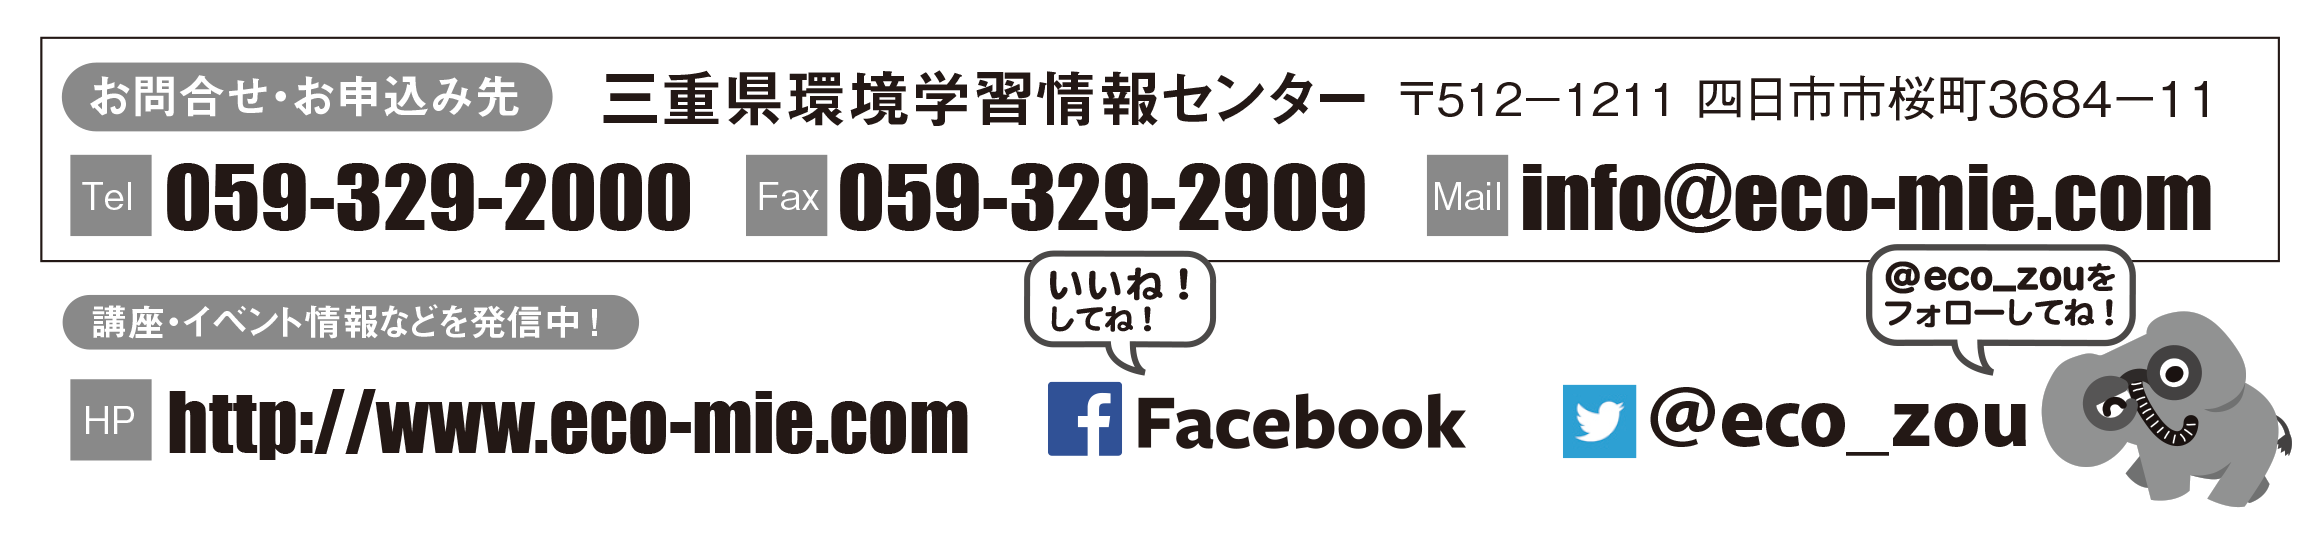 お問合せ・お申込み先 三重県環境学習情報センター 〒512－1211 四日市市桜町3684－11
Tel 059-329-2000 Fax 059-329-2909 Mail info@eco-mie.com
講座・イベント情報などを発信中！
いいね！
してね！
@eco_zouを
フォローしてね！
HP http://www.eco-mie.com f Facebook @eco_zou